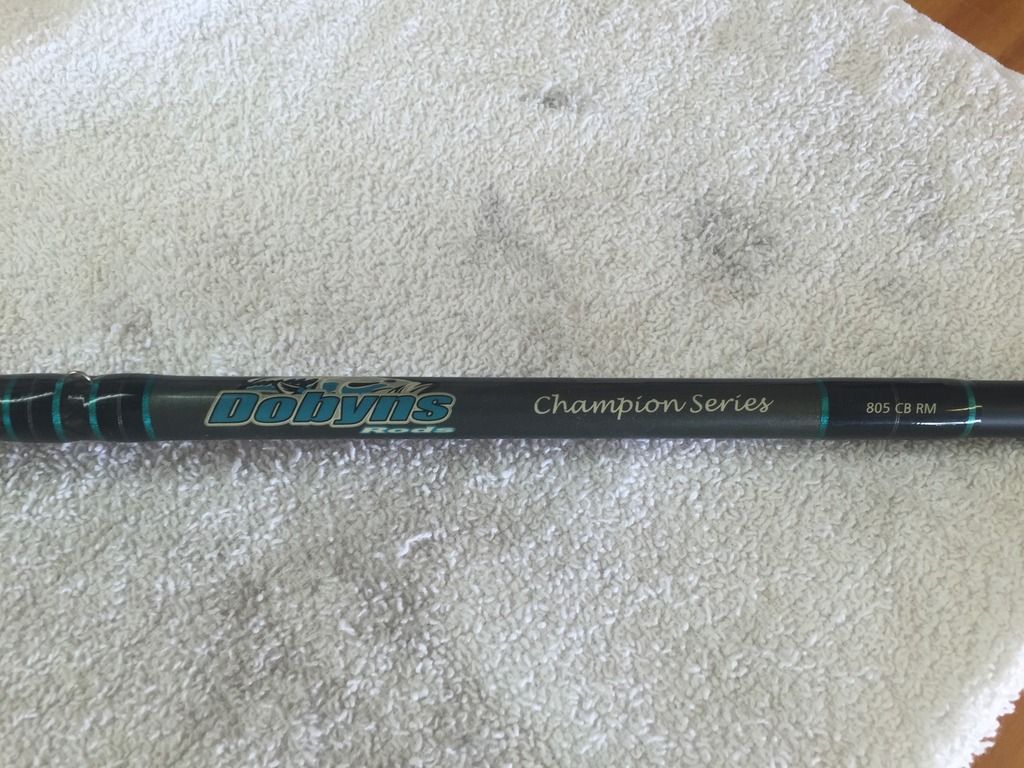 Dobyns
Rods
Champion Series
805 CB RM